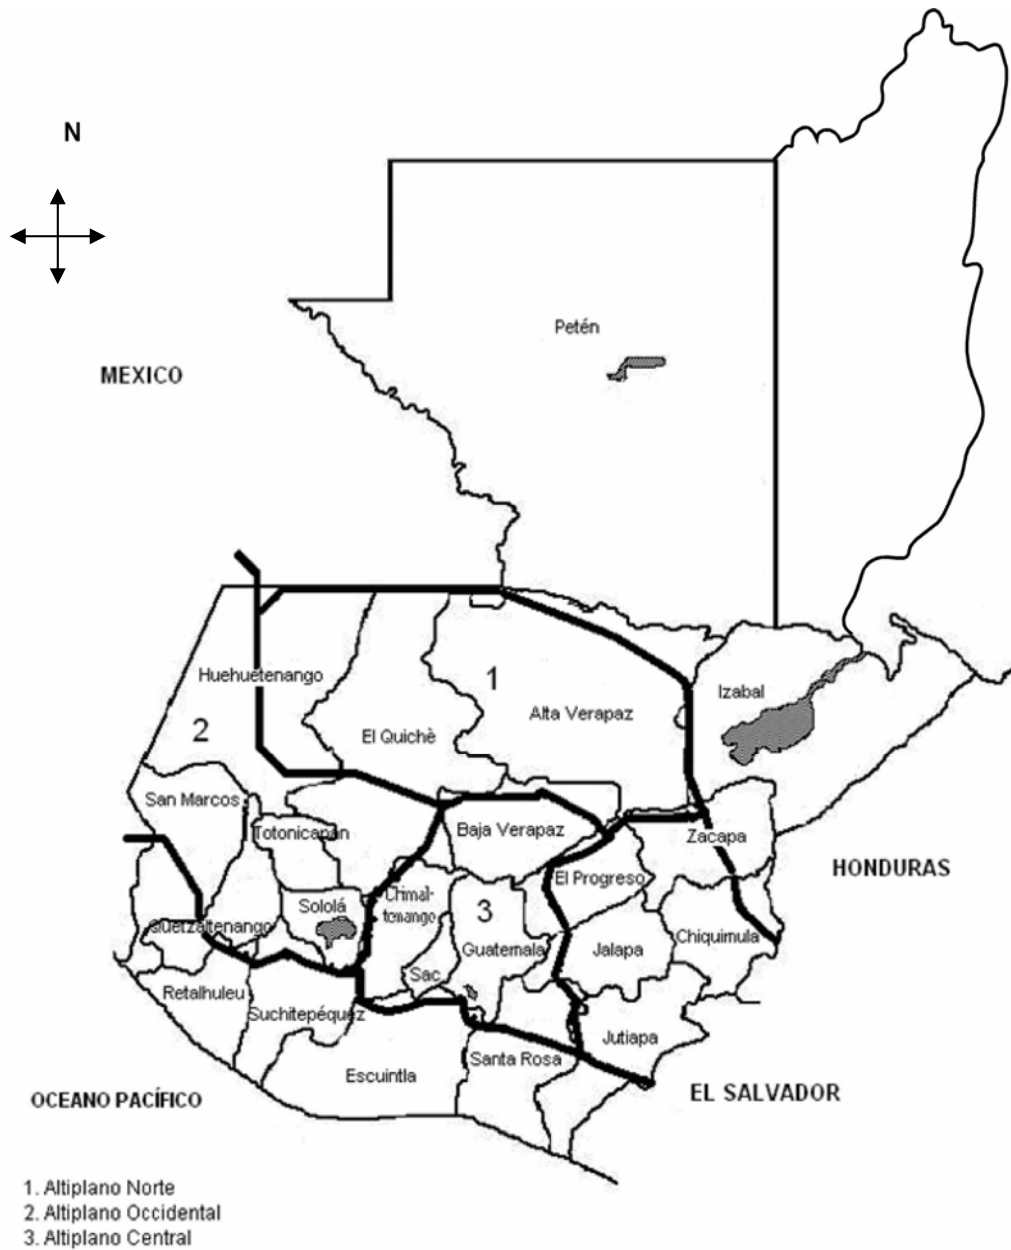 N
Petén
MEXICO
Huehuetenango
1
Izabal
Alta Verapaz
2
El Quichè
San Marcos
Totonicapán
Baja Verapaz
Zacapa
HONDURAS
El Progreso
Chimal-
tenango
Sololá
3
Quetzaltenango
Guatemala
Jalapa
Chiquimula
Sac.
Retalhuleu
Suchitepéquez
Jutiapa
Santa Rosa
Escuintla
EL SALVADOR
OCEANO PACÍFICO
1. Altiplano Norte
2. Altiplano Occidental
3. Altiplano Central